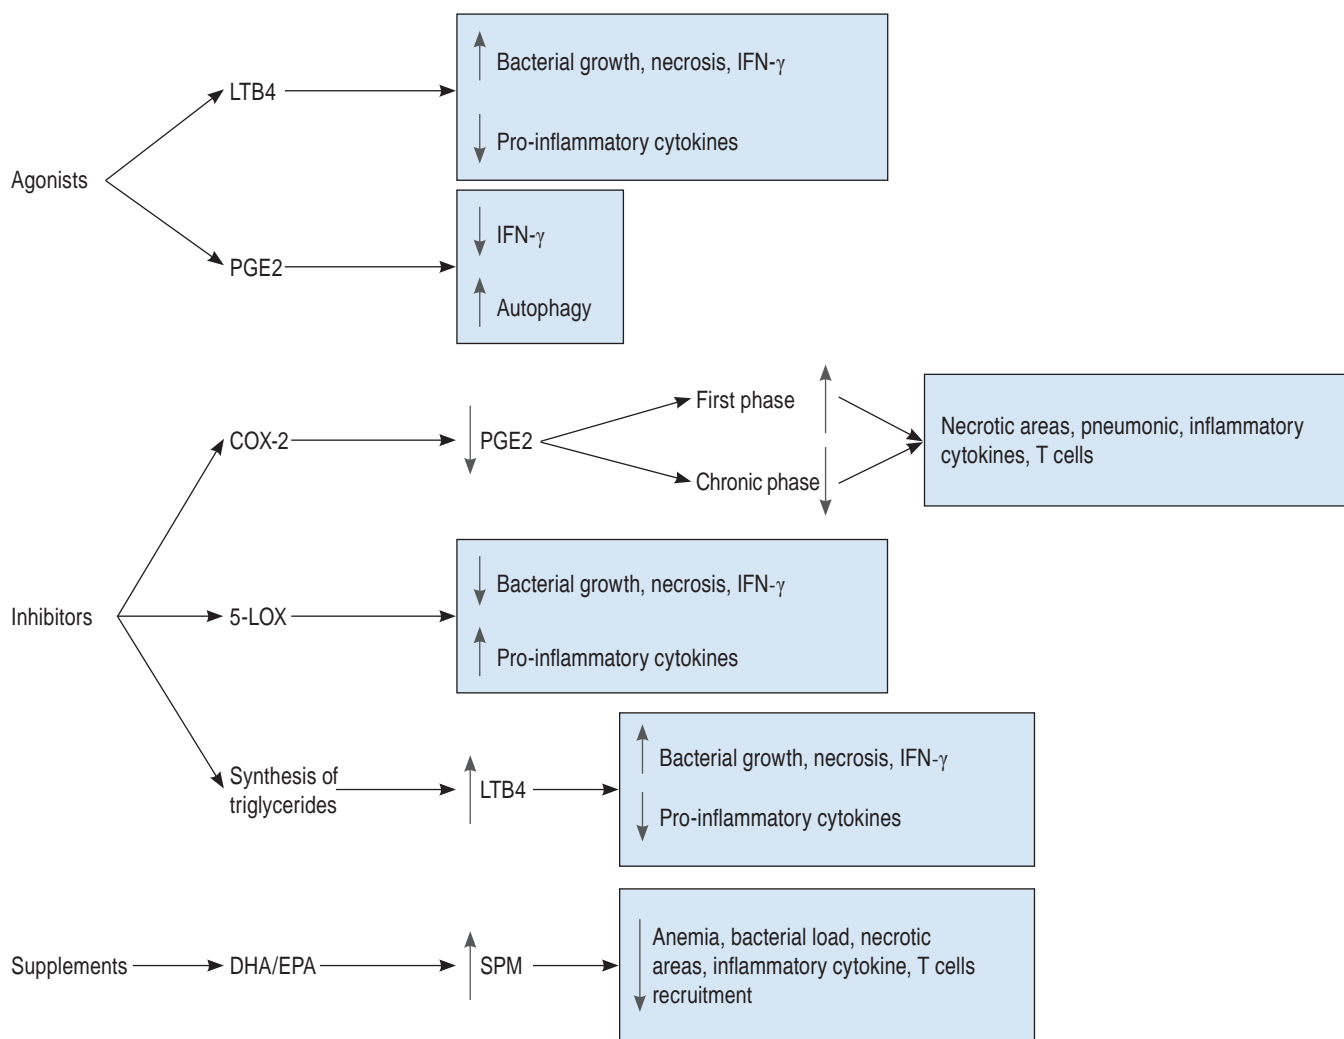 Agonists
LTB4
Bacterial growth, necrosis, IFN-γ
Pro-inflammatory cytokines
PGE2
IFN-γ
Autophagy
Inhibitors
COX-2
PGE2
First phase
Chronic phase
Necrotic areas, pneumonic, inflammatory
cytokines, T cells
5-LOX
Bacterial growth, necrosis, IFN-γ
Pro-inflammatory cytokines
Synthesis of
triglycerides
LTB4
Bacterial growth, necrosis, IFN-γ
Pro-inflammatory cytokines
Supplements
DHA/EPA
SPM
Anemia, bacterial load, necrotic
areas, inflammatory cytokine, T cells
recruitment